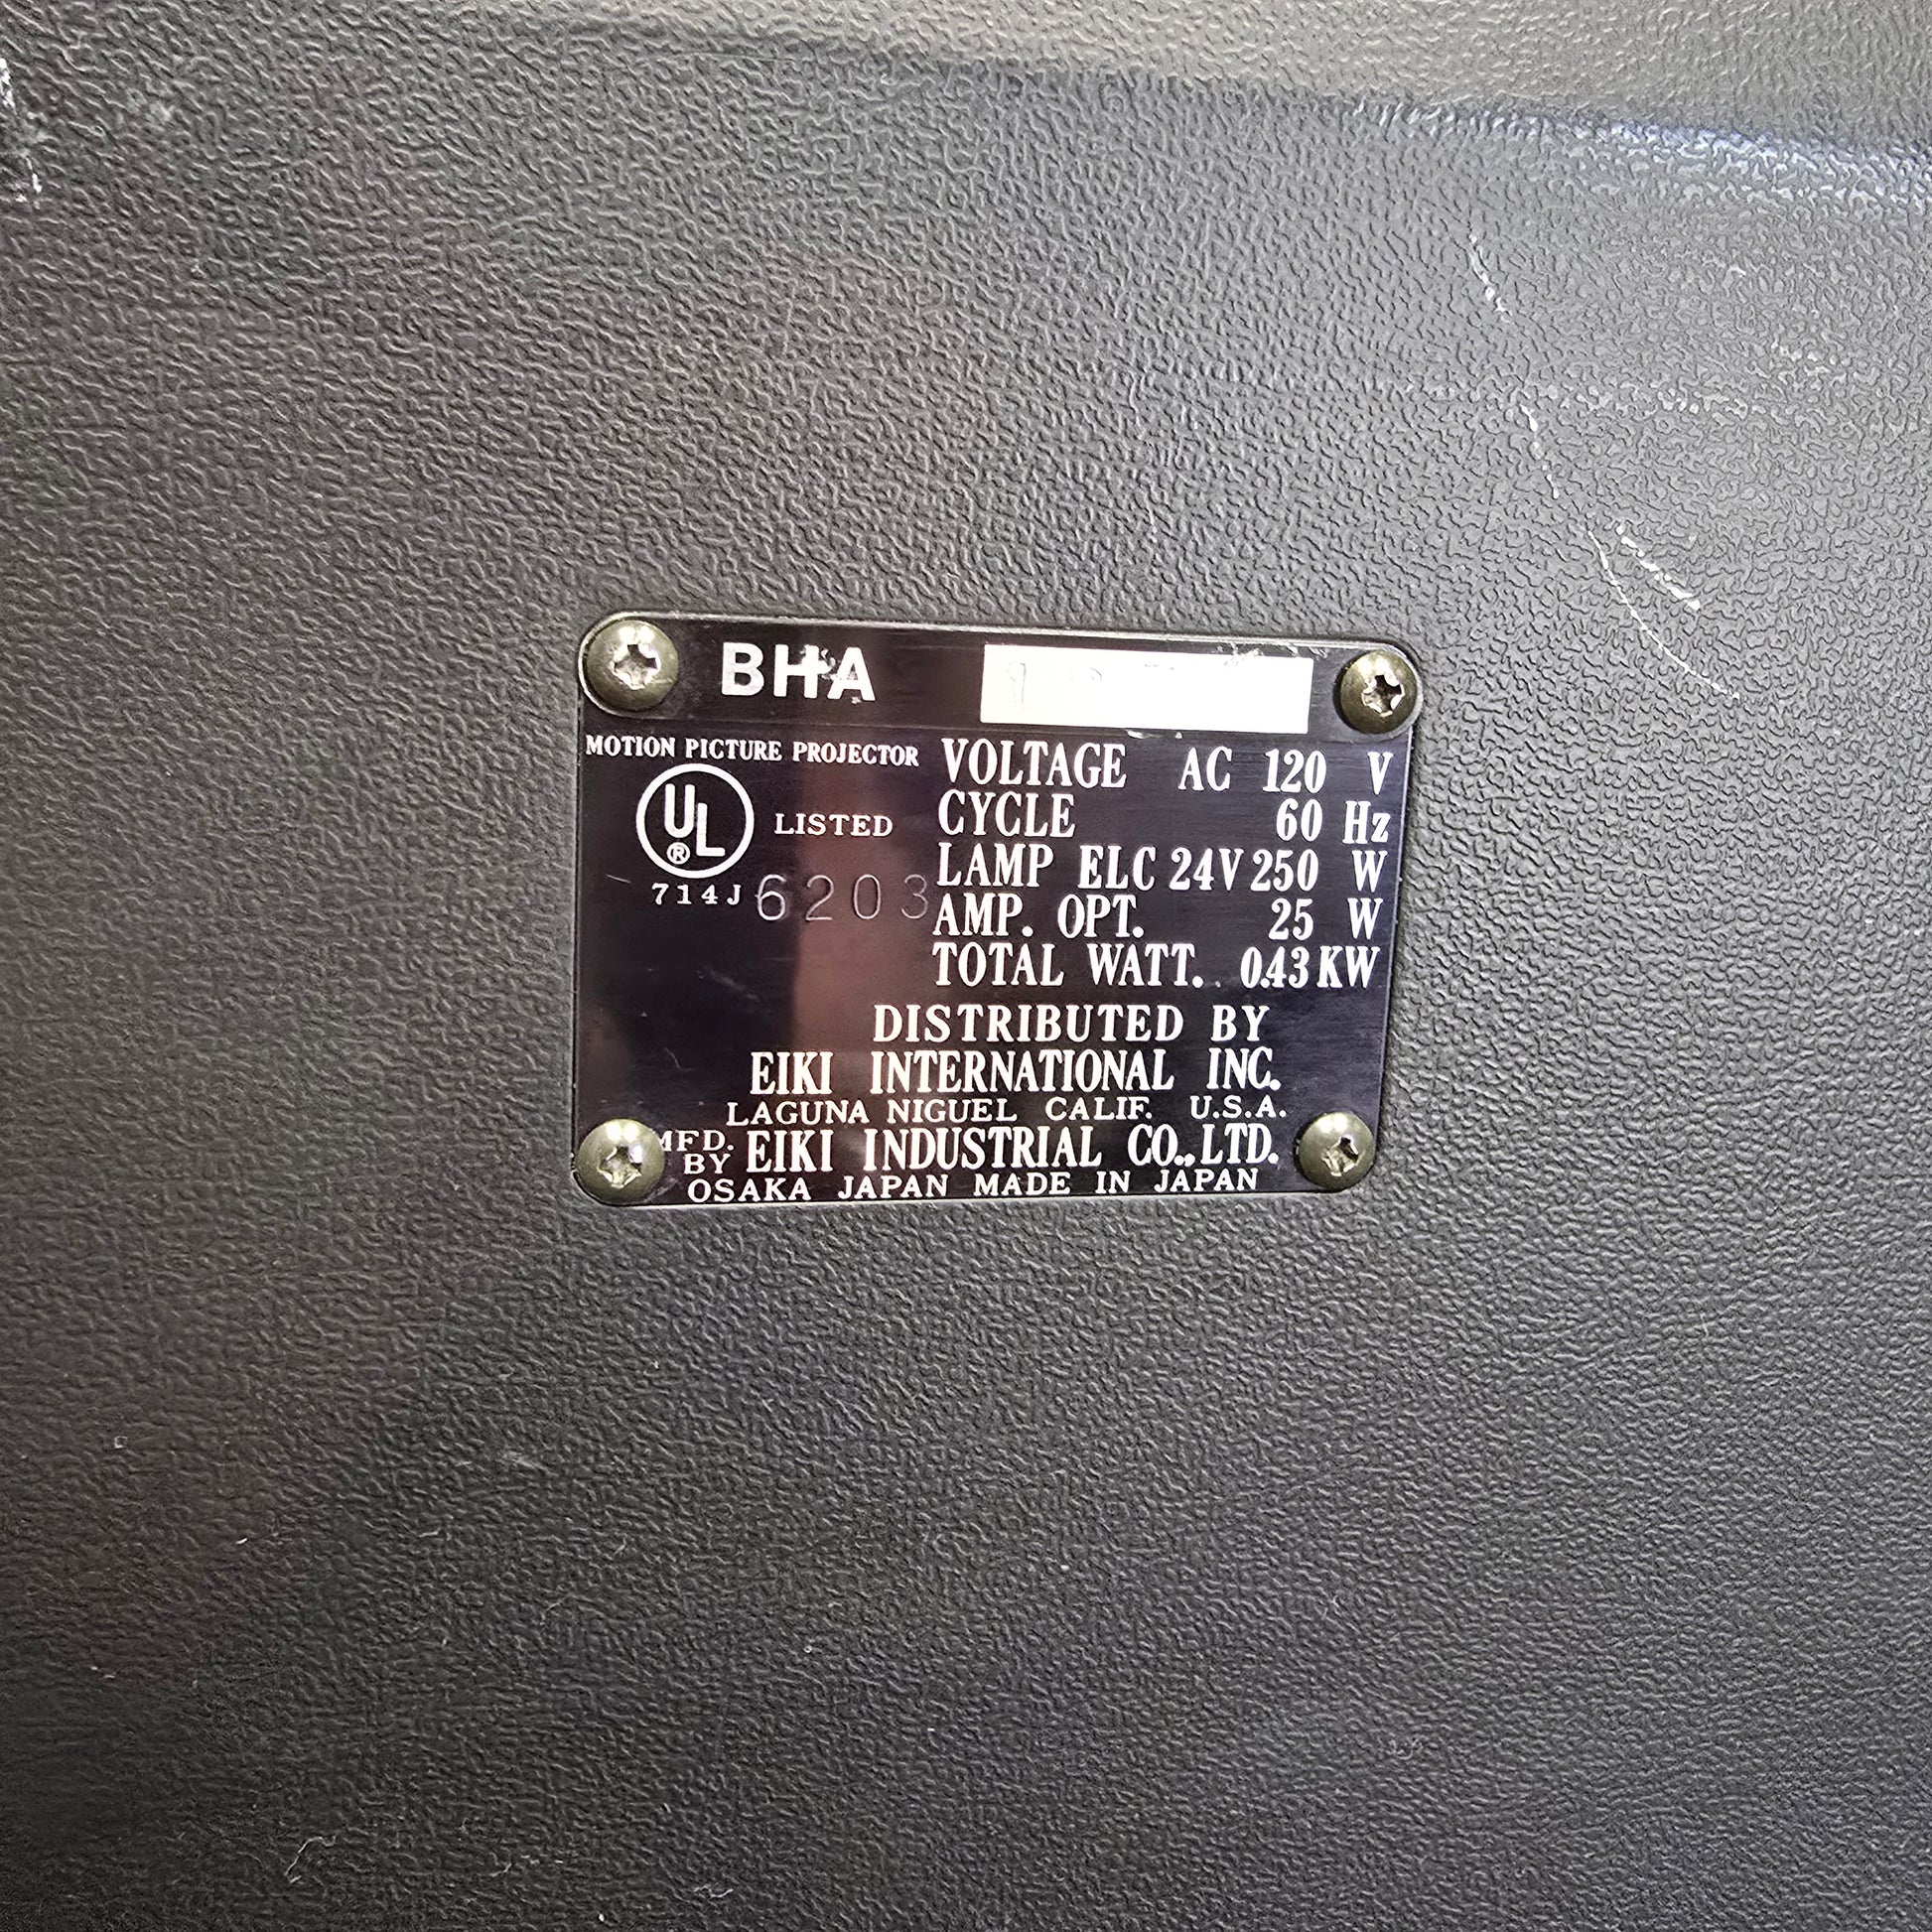 BHA
MOTION PICTURE PROJECTOR
UL ® LISTED
714J 6203
VOLTAGE AC 120 V
CYCLE 60 Hz
LAMP ELC 24V 250 W
AMP. OPT. 25 W
TOTAL WATT. 0.43 KW
DISTRIBUTED BY
EIKI INTERNATIONAL INC.
LAGUNA NIGUEL CALIF. U.S.A.
MFD. BY EIKI INDUSTRIAL CO., LTD.
OSAKA JAPAN MADE IN JAPAN